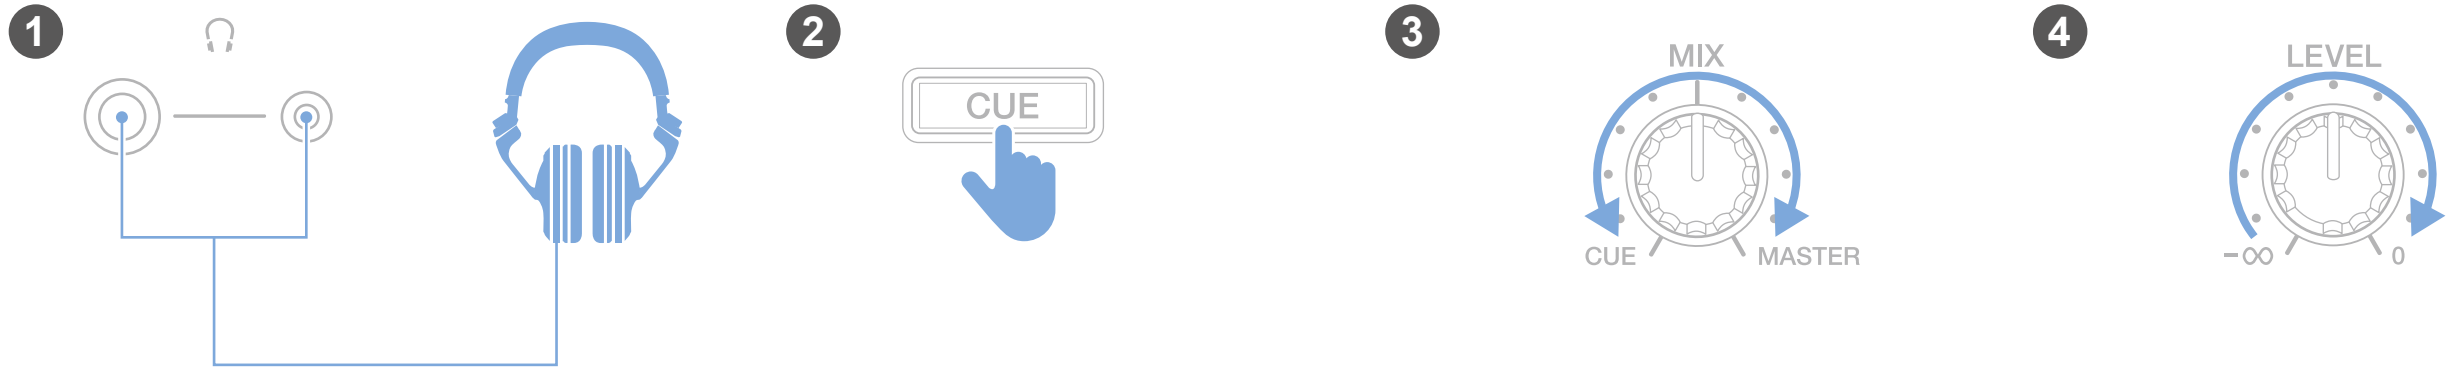 1
2
CUE
3
MIX
CUE MASTER
4
LEVEL
-∞ 0